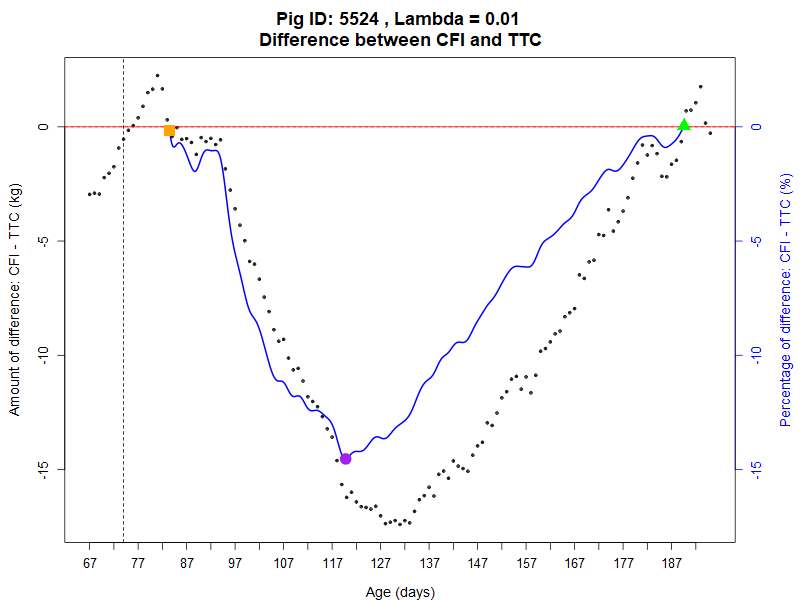 Pig ID: 5524 , Lambda = 0.01
Difference between CFI and TTC
Amount of difference: CFI - TTC (kg)
0
-5
-10
-15
0
-5
-10
-15
Percentage of difference: CFI - TTC (%)
67 77 87 97 107 117 127 137 147 157 167 177 187
Age (days)